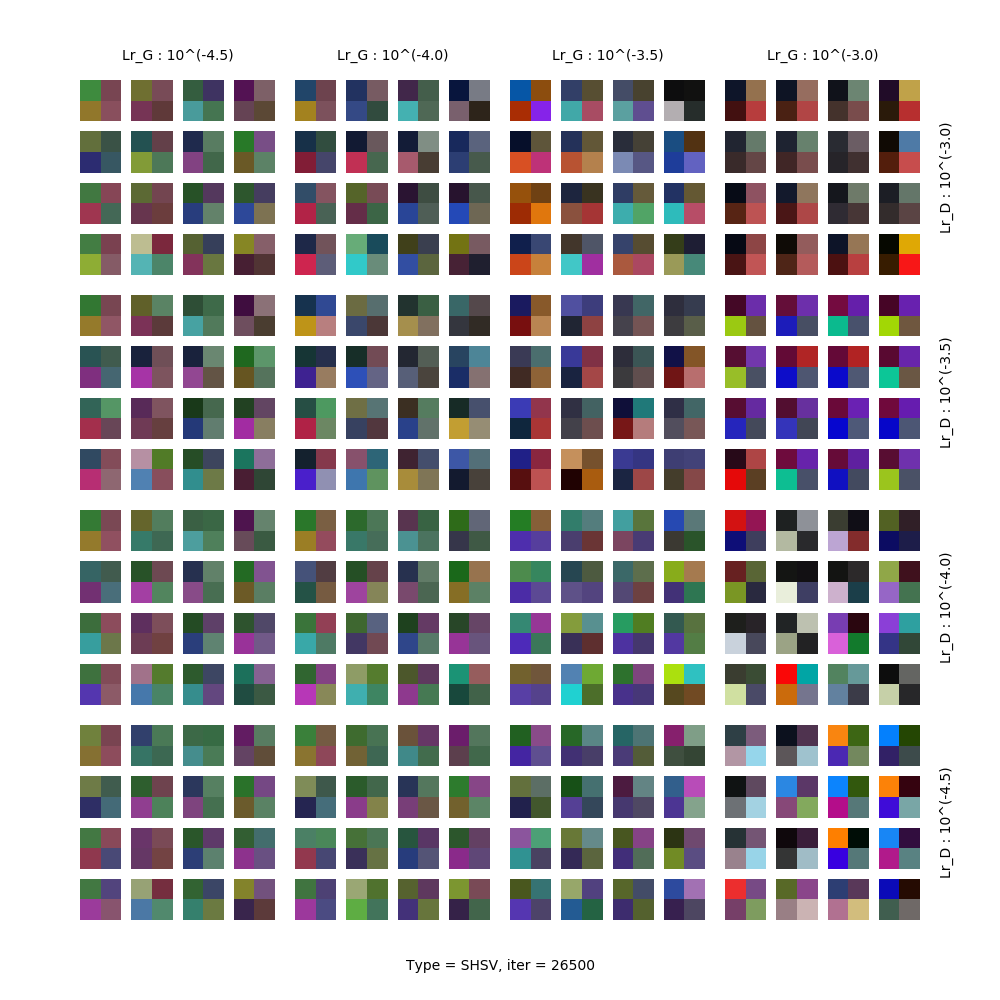 Lr_G : 10^(-4.5)
Lr_G : 10^(-4.0)
Lr_G : 10^(-3.5)
Lr_G : 10^(-3.0)
Lr_D : 10^(-3.0)
Lr_D : 10^(-3.5)
Lr_D : 10^(-4.0)
Lr_D : 10^(-4.5)
Type = SHSV, iter = 26500